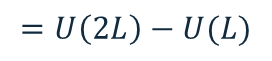 = U(2L) − U(L)